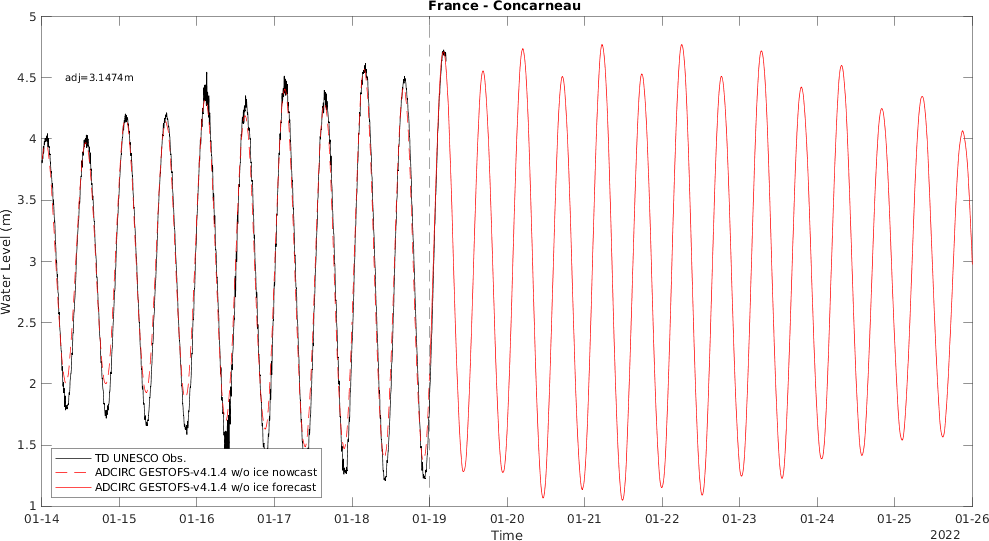 France - Concarneau
5
4.5
4
3.5
3
2.5
2
1.5
1
Water Level (m)
adj=3.1474m
TD UNESCO Obs.
ADCIRC GESTOFS-v4.1.4 w/o ice nowcast
ADCIRC GESTOFS-v4.1.4 w/o ice forecast
01-14 01-15 01-16 01-17 01-18 01-19 01-20 01-21 01-22 01-23 01-24 01-25 01-26
Time
2022